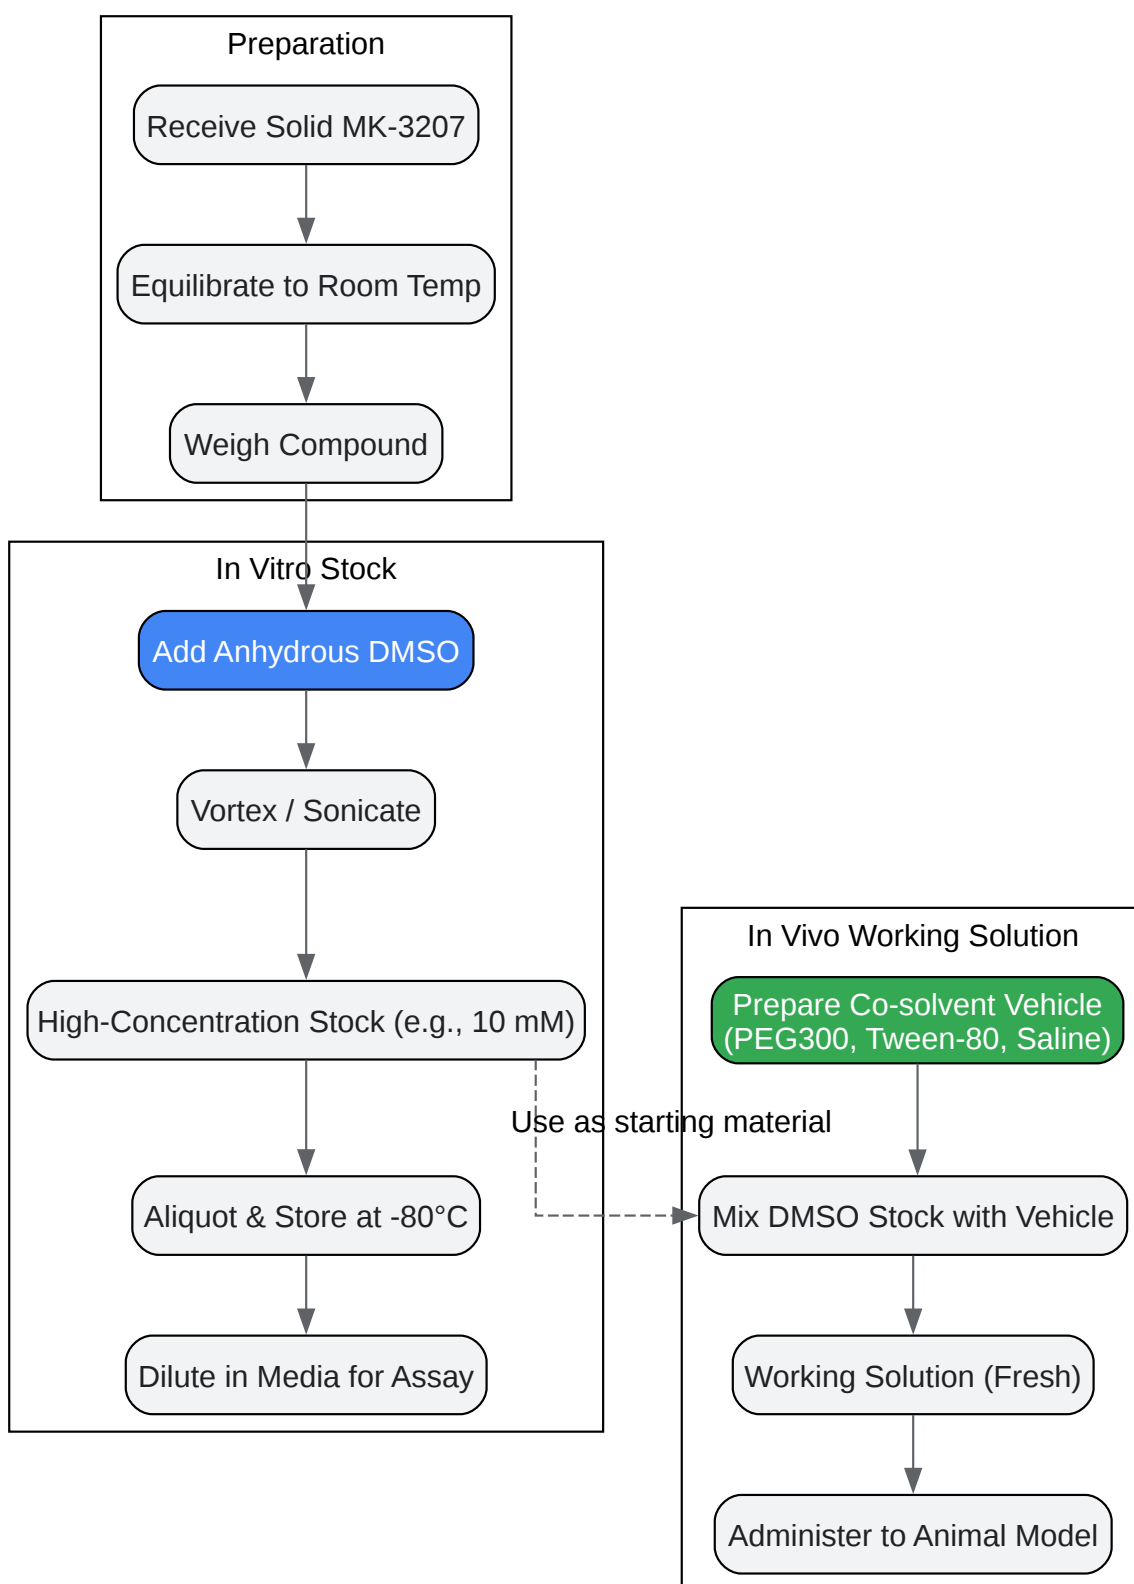 Preparation
Receive Solid MK-3207
Equilibrate to Room Temp
Weigh Compound
In Vitro Stock
Add Anhydrous DMSO
Vortex / Sonicate
High-Concentration Stock (e.g., 10 mM)
Use as starting material
Aliquot & Store at -80°C
Dilute in Media for Assay
In Vivo Working Solution
Prepare Co-solvent Vehicle
(PEG300, Tween-80, Saline)
Mix DMSO Stock with Vehicle
Working Solution (Fresh)
Administer to Animal Model